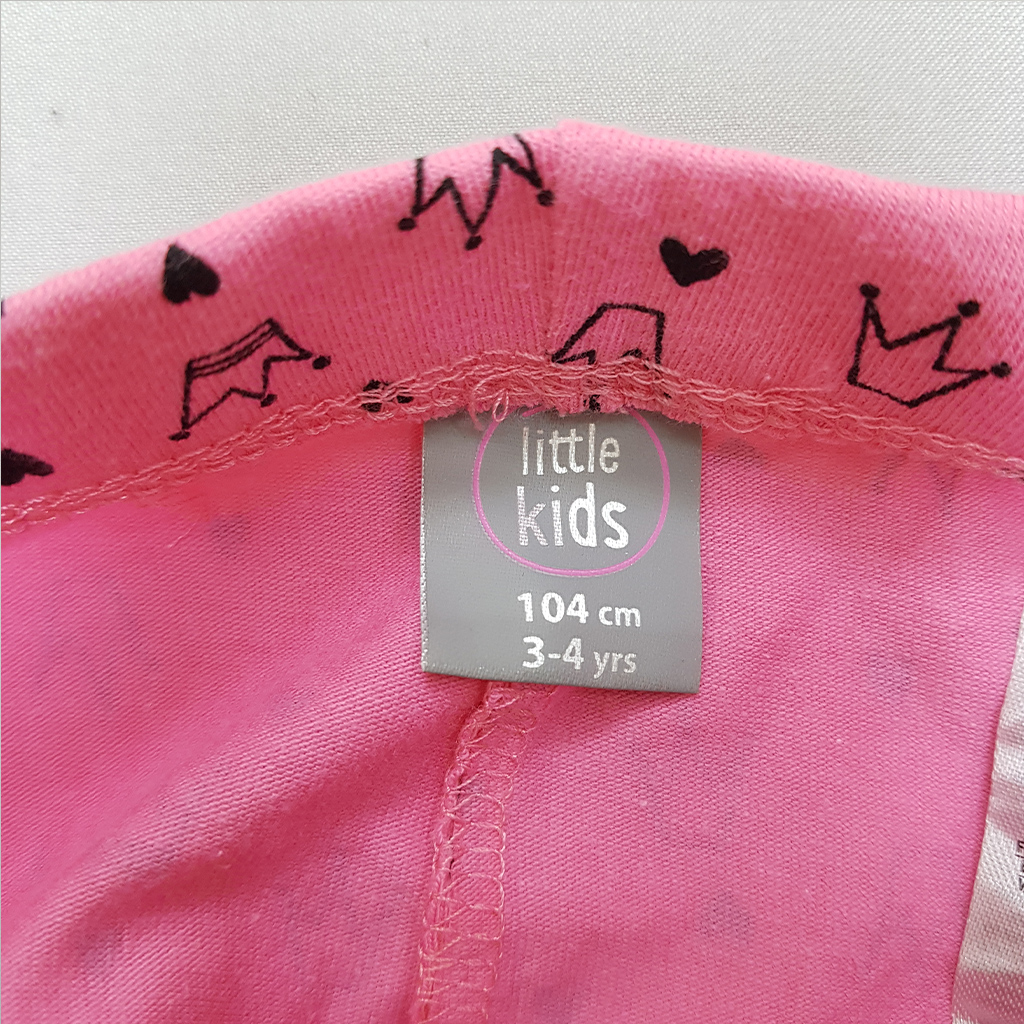 little
kids
104 cm
3-4 yrs